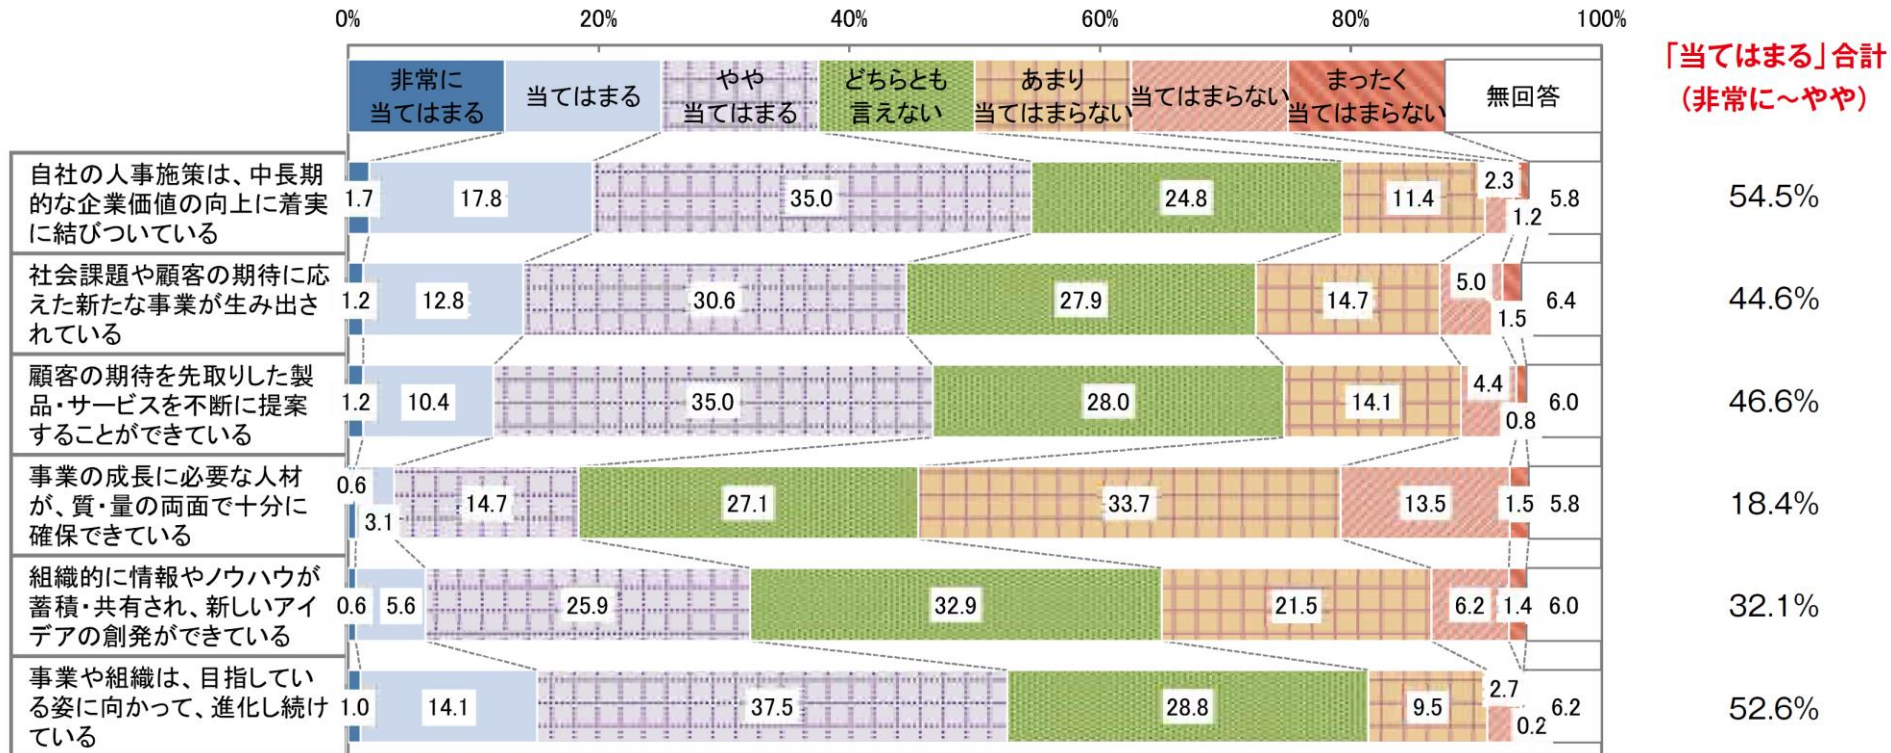 0%
20%
40%
60%
80%
100%
「当てはまる」合計
（非常に～やや）
非常に
当てはまる
当てはまる
やや
当てはまる
どちらとも
言えない
あまり
当てはまらない
当てはまらない
まったく
当てはまらない
無回答
自社の人事施策は、中長期
的な企業価値の向上に着実
に結びついている
1.7
17.8
35.0
24.8
11.4
2.3
1.2
5.8
54.5%
社会課題や顧客の期待に応
えた新たな事業が生み出さ
れている
1.2
12.8
30.6
27.9
14.7
5.0
1.5
6.4
44.6%
顧客の期待を先取りした製
品・サービスを不断に提案
することができている
1.2
10.4
35.0
28.0
14.1
4.4
0.8
6.0
46.6%
事業の成長に必要な人材
が、質・量の両面で十分に
確保できている
0.6
3.1
14.7
27.1
33.7
13.5
1.5
5.8
18.4%
組織的に情報やノウハウが
蓄積・共有され、新しいアイ
デアの創発ができている
0.6
5.6
25.9
32.9
21.5
6.2
1.4
6.0
32.1%
事業や組織は、目指してい
る姿に向かって、進化し続け
ている
1.0
14.1
37.5
28.8
9.5
2.7
0.2
6.2
52.6%